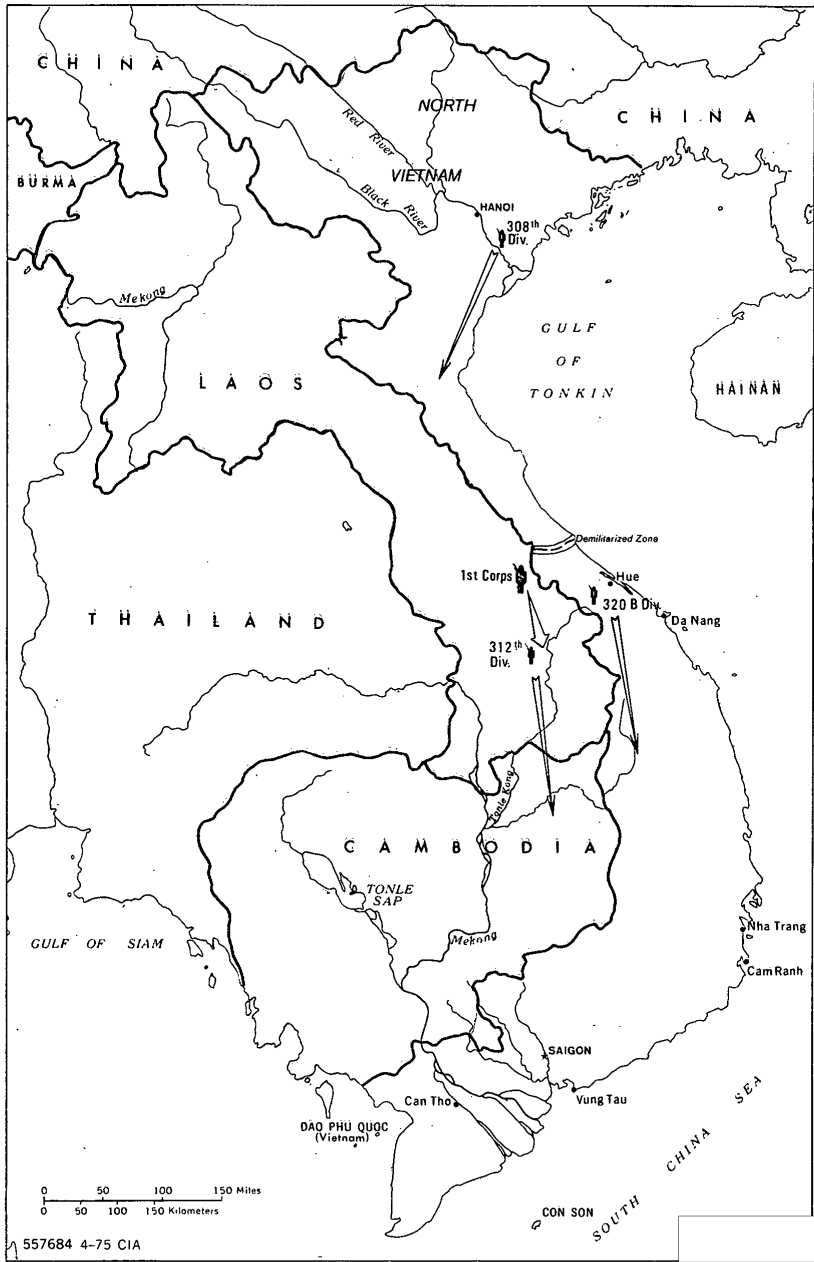 CHINA
NORTH
CHINA
Red River
VIETNAM
BURMA
Black River
HANOI
308th
Div.
Mekong
GULF
OF
TONKIN
LAOS
HAINAN
Demilitarized Zone
1st Corps
Hue
320 B Div.
Da Nang
THAILAND
312th
Div.
Tonle Kong
CAMBODIA
TONLE
SAP
Mekong
Nha Trang
GULF OF SIAM
Cam Ranh
SAIGON
Can Tho
Vung Tau
DAO PHU QUOC
(Vietnam)
SOUTH CHINA SEA
0 50 100 150 Miles
0 50 100 150 Kilometers
CON SON
557684 4-75 CIA